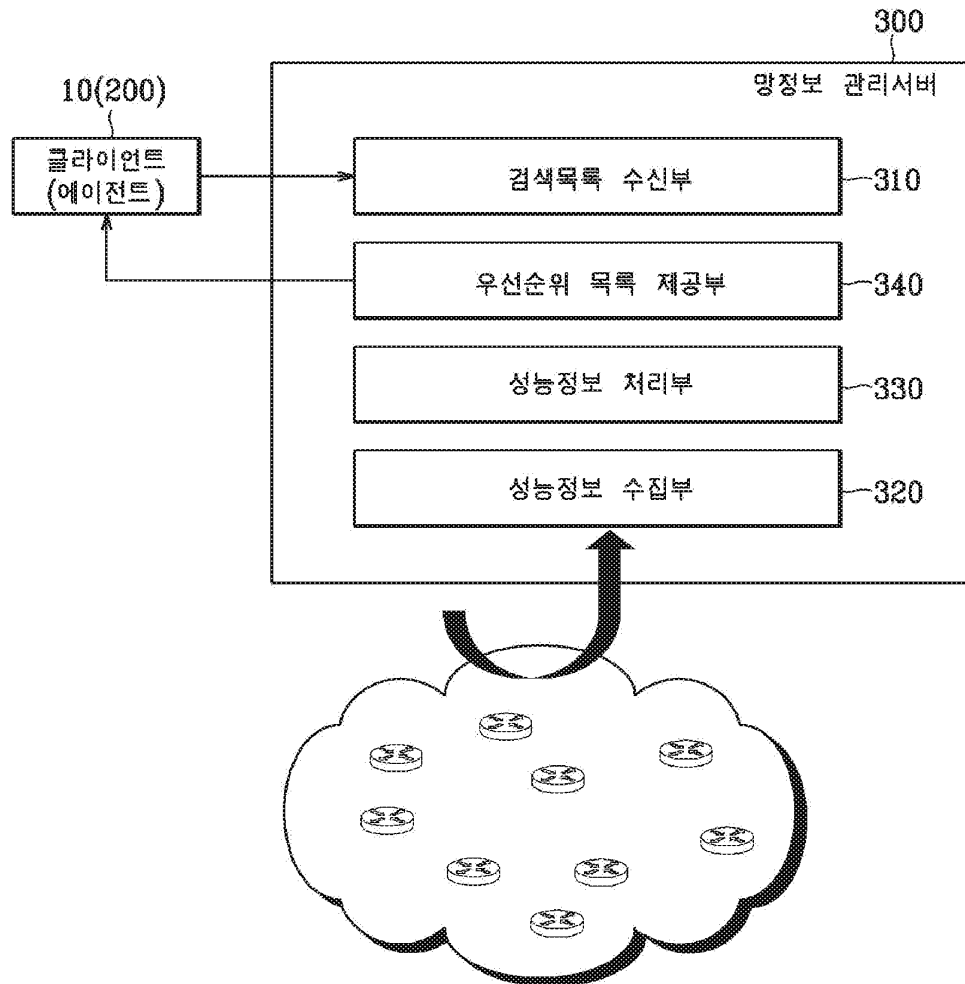 300
망정보 관리서버
10(200)
클라이언트
(에이전트)
검색목록 수신부
310
우선순위 목록 제공부
340
성능정보 처리부
330
성능정보 수집부
320